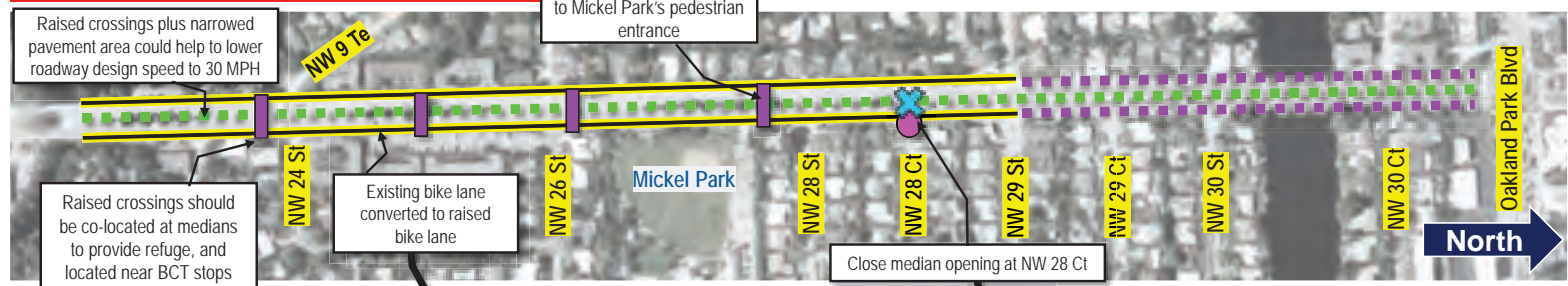 Raised crossings plus narrowed
pavement area could help to lower
roadway design speed to 30 MPH
NW 9 Te
to Mickel Park's pedestrian
entrance
Raised crossings should
be co-located at medians
to provide refuge, and
located near BCT stops
NW 24 St
Existing bike lane
converted to raised
bike lane
NW 26 St
Mickel Park
NW 28 St
NW 28 Ct
Close median opening at NW 28 Ct
NW 29 St
NW 29 Ct
NW 30 St
NW 30 Ct
Oakland Park Blvd
North